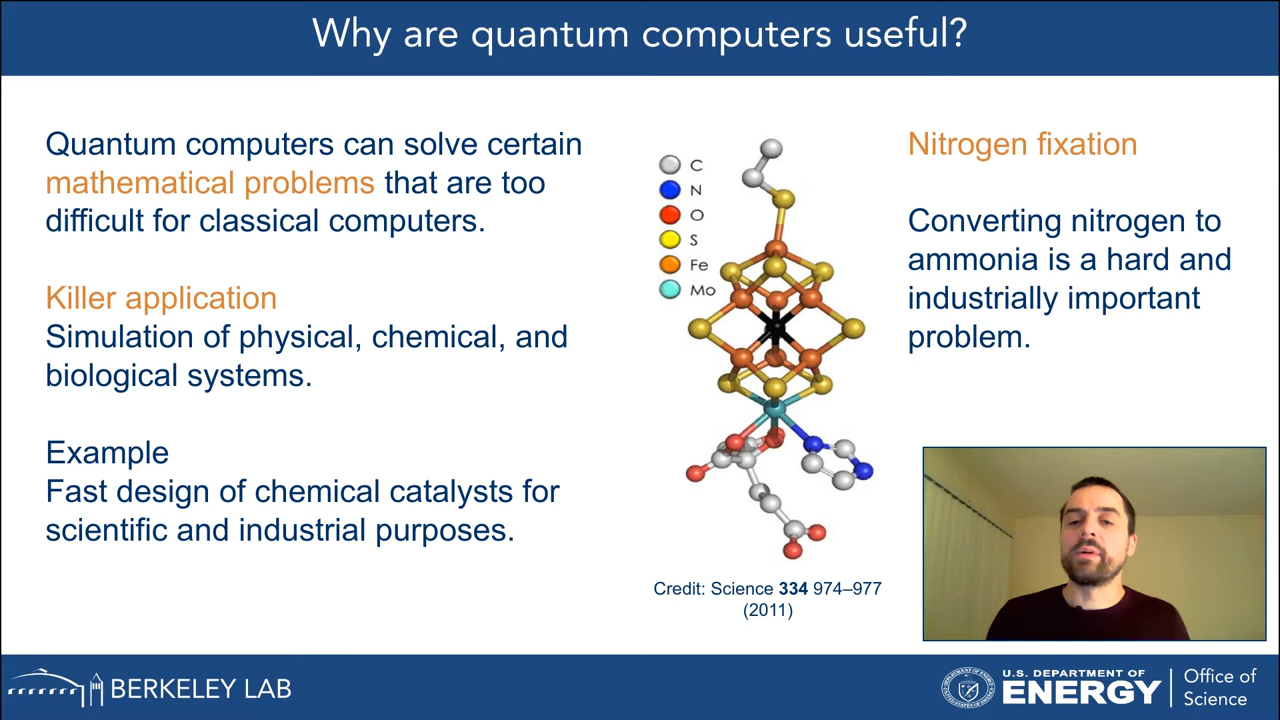 Why are quantum computers useful?
Quantum computers can solve certain
mathematical problems that are too
difficult for classical computers.
Killer application
Simulation of physical, chemical, and
biological systems.
Example
Fast design of chemical catalysts for
scientific and industrial purposes.
C
N
O
S
Fe
Mo
Credit: Science 334 974–977
(2011)
Nitrogen fixation
Converting nitrogen to
ammonia is a hard and
industrially important
problem.
BERKELEY LAB
U.S. DEPARTMENT OF
ENERGY
Office of
Science